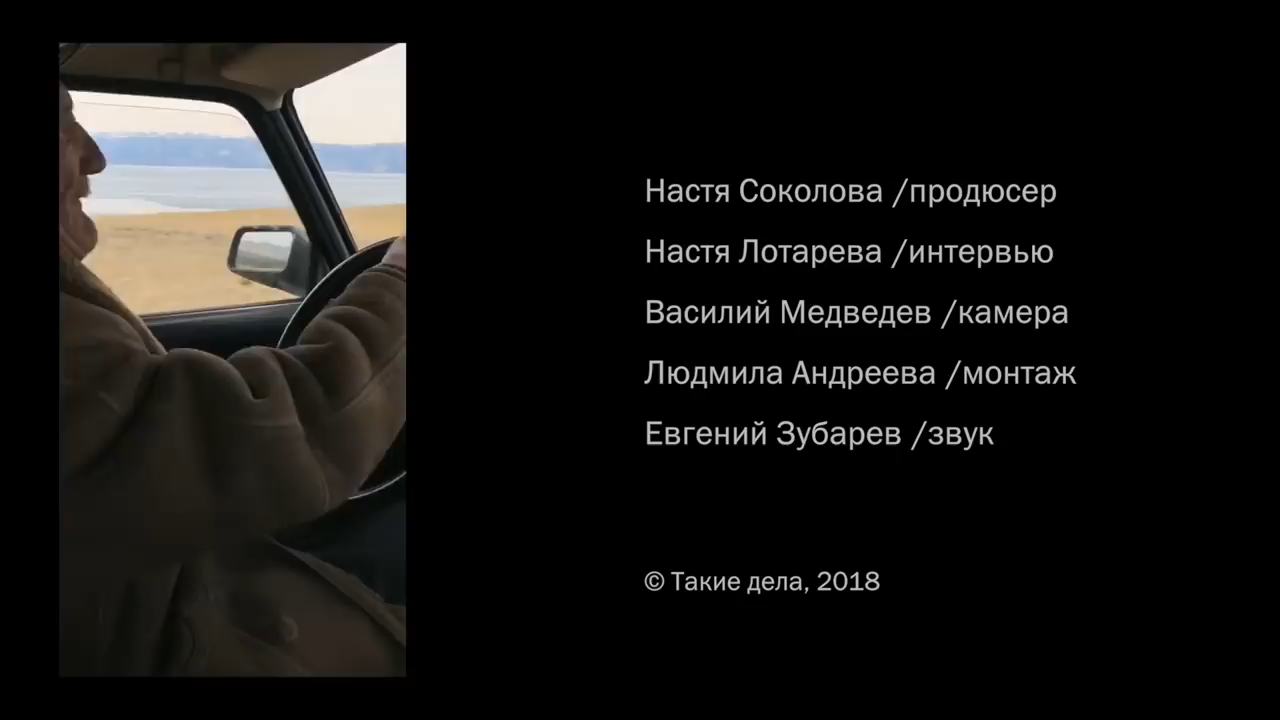 Настя Соколова /продюсер
Настя Лотарева /интервью
Василий Медведев /камера
Людмила Андреева /монтаж
Евгений Зубарев /звук
© Такие дела, 2018